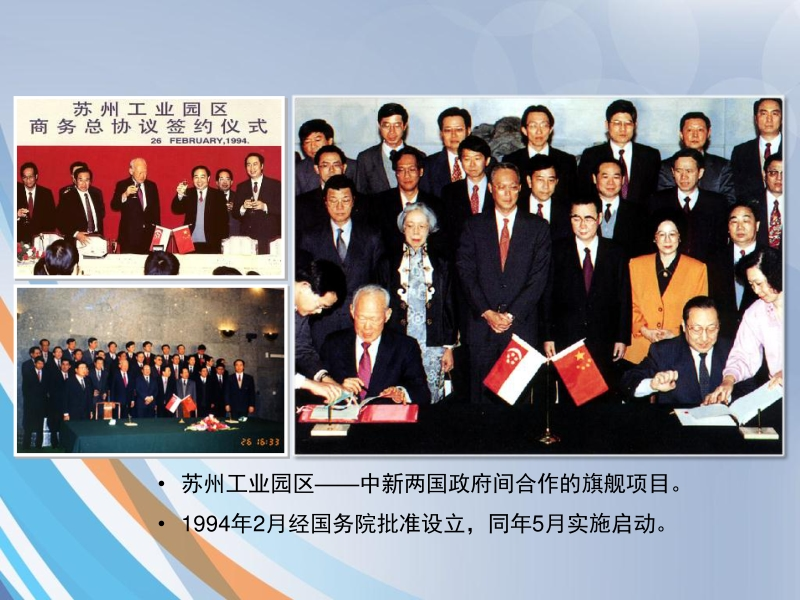 苏州工业园区
商务总协议签约仪式
26 FEBRUARY,1994.
26 16:33
• 苏州工业园区——中新两国政府间合作的旗舰项目。
• 1994年2月经国务院批准设立，同年5月实施启动。